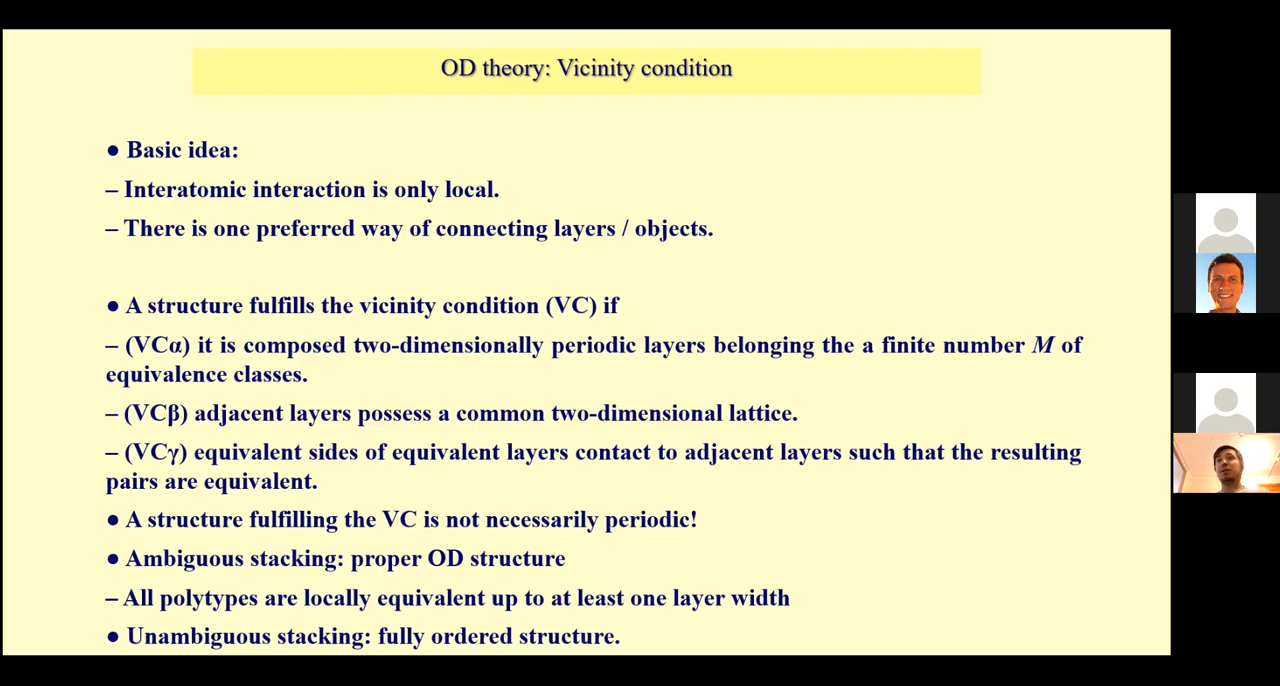 OD theory: Vicinity condition
● Basic idea:
– Interatomic interaction is only local.
– There is one preferred way of connecting layers / objects.
● A structure fulfills the vicinity condition (VC) if
– (VCα) it is composed two-dimensionally periodic layers belonging the a finite number M of
equivalence classes.
– (VCβ) adjacent layers possess a common two-dimensional lattice.
– (VCγ) equivalent sides of equivalent layers contact to adjacent layers such that the resulting
pairs are equivalent.
● A structure fulfilling the VC is not necessarily periodic!
● Ambiguous stacking: proper OD structure
– All polytypes are locally equivalent up to at least one layer width
● Unambiguous stacking: fully ordered structure.